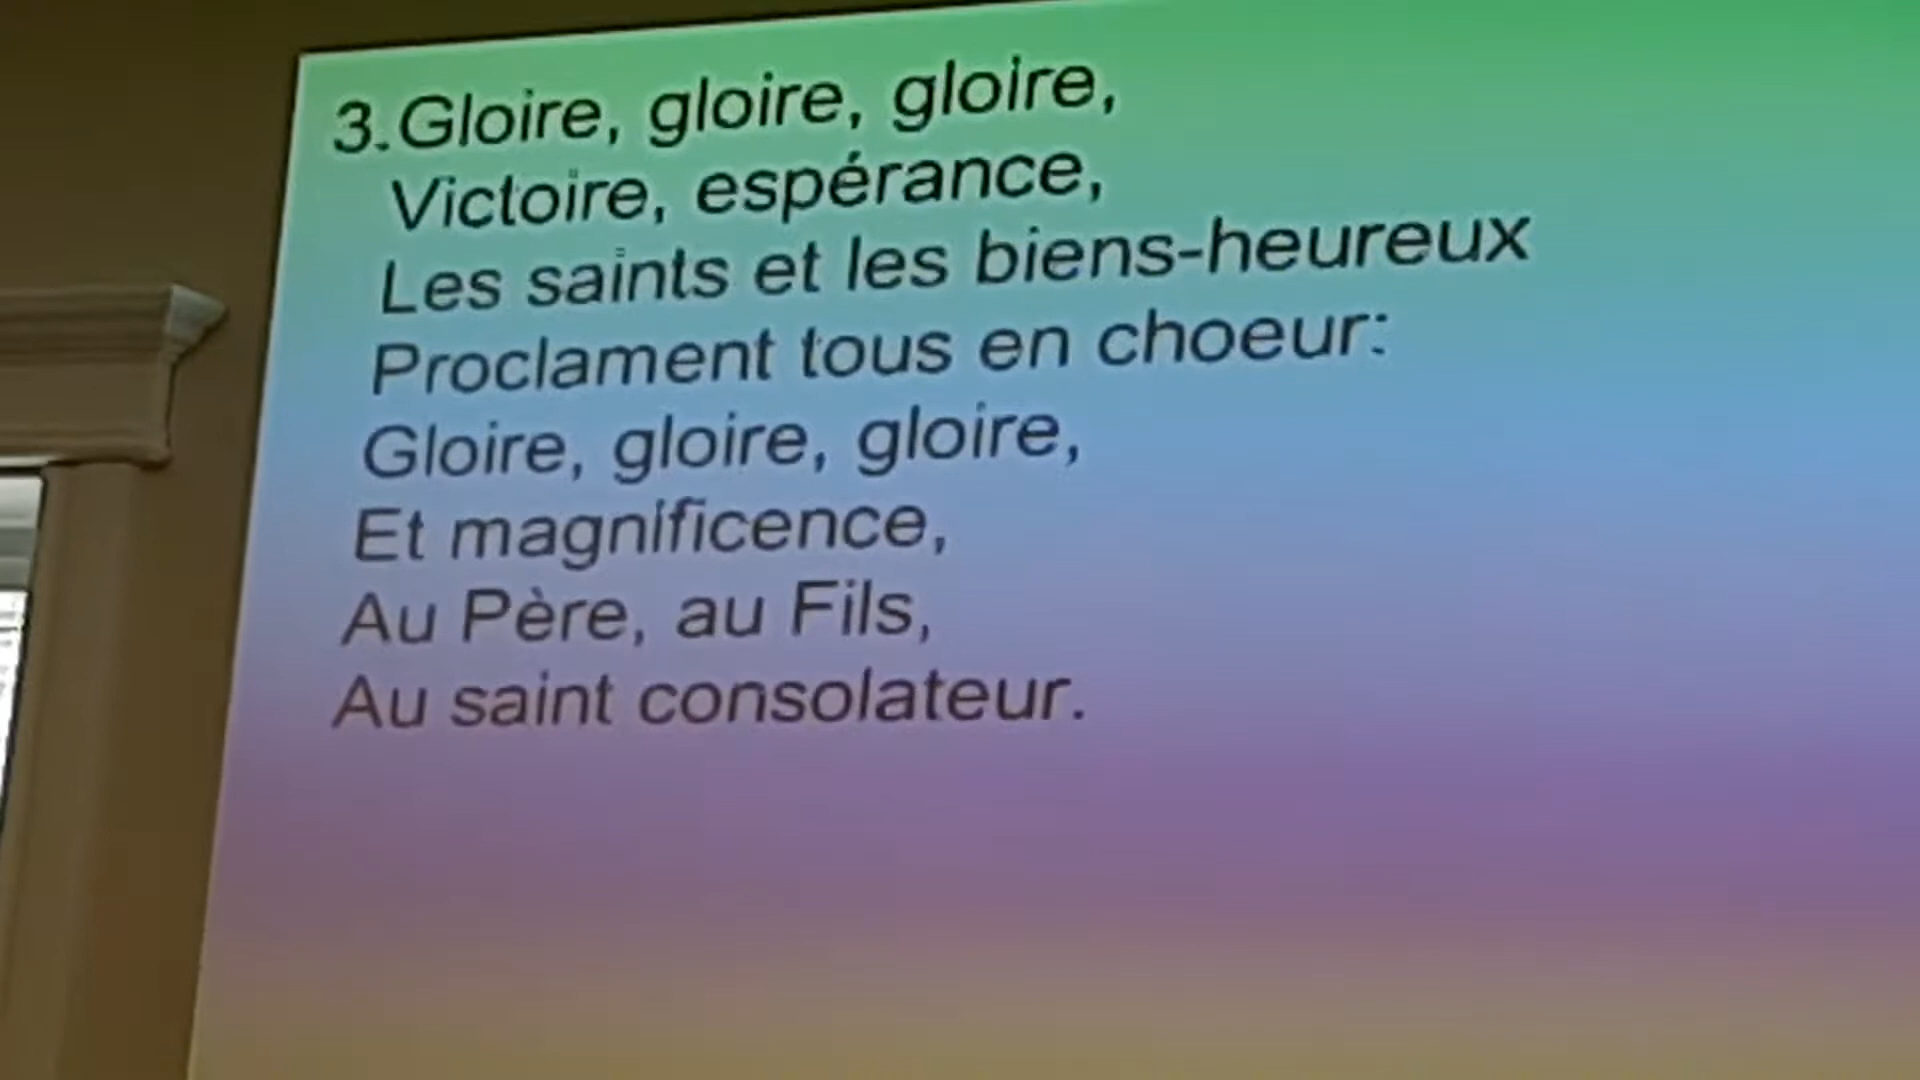 3.Gloire, gloire, gloire,
Victoire, espérance,
Les saints et les biens-heureux
Proclament tous en choeur:
Gloire, gloire, gloire,
Et magnificence,
Au Père, au Fils,
Au saint consolateur.